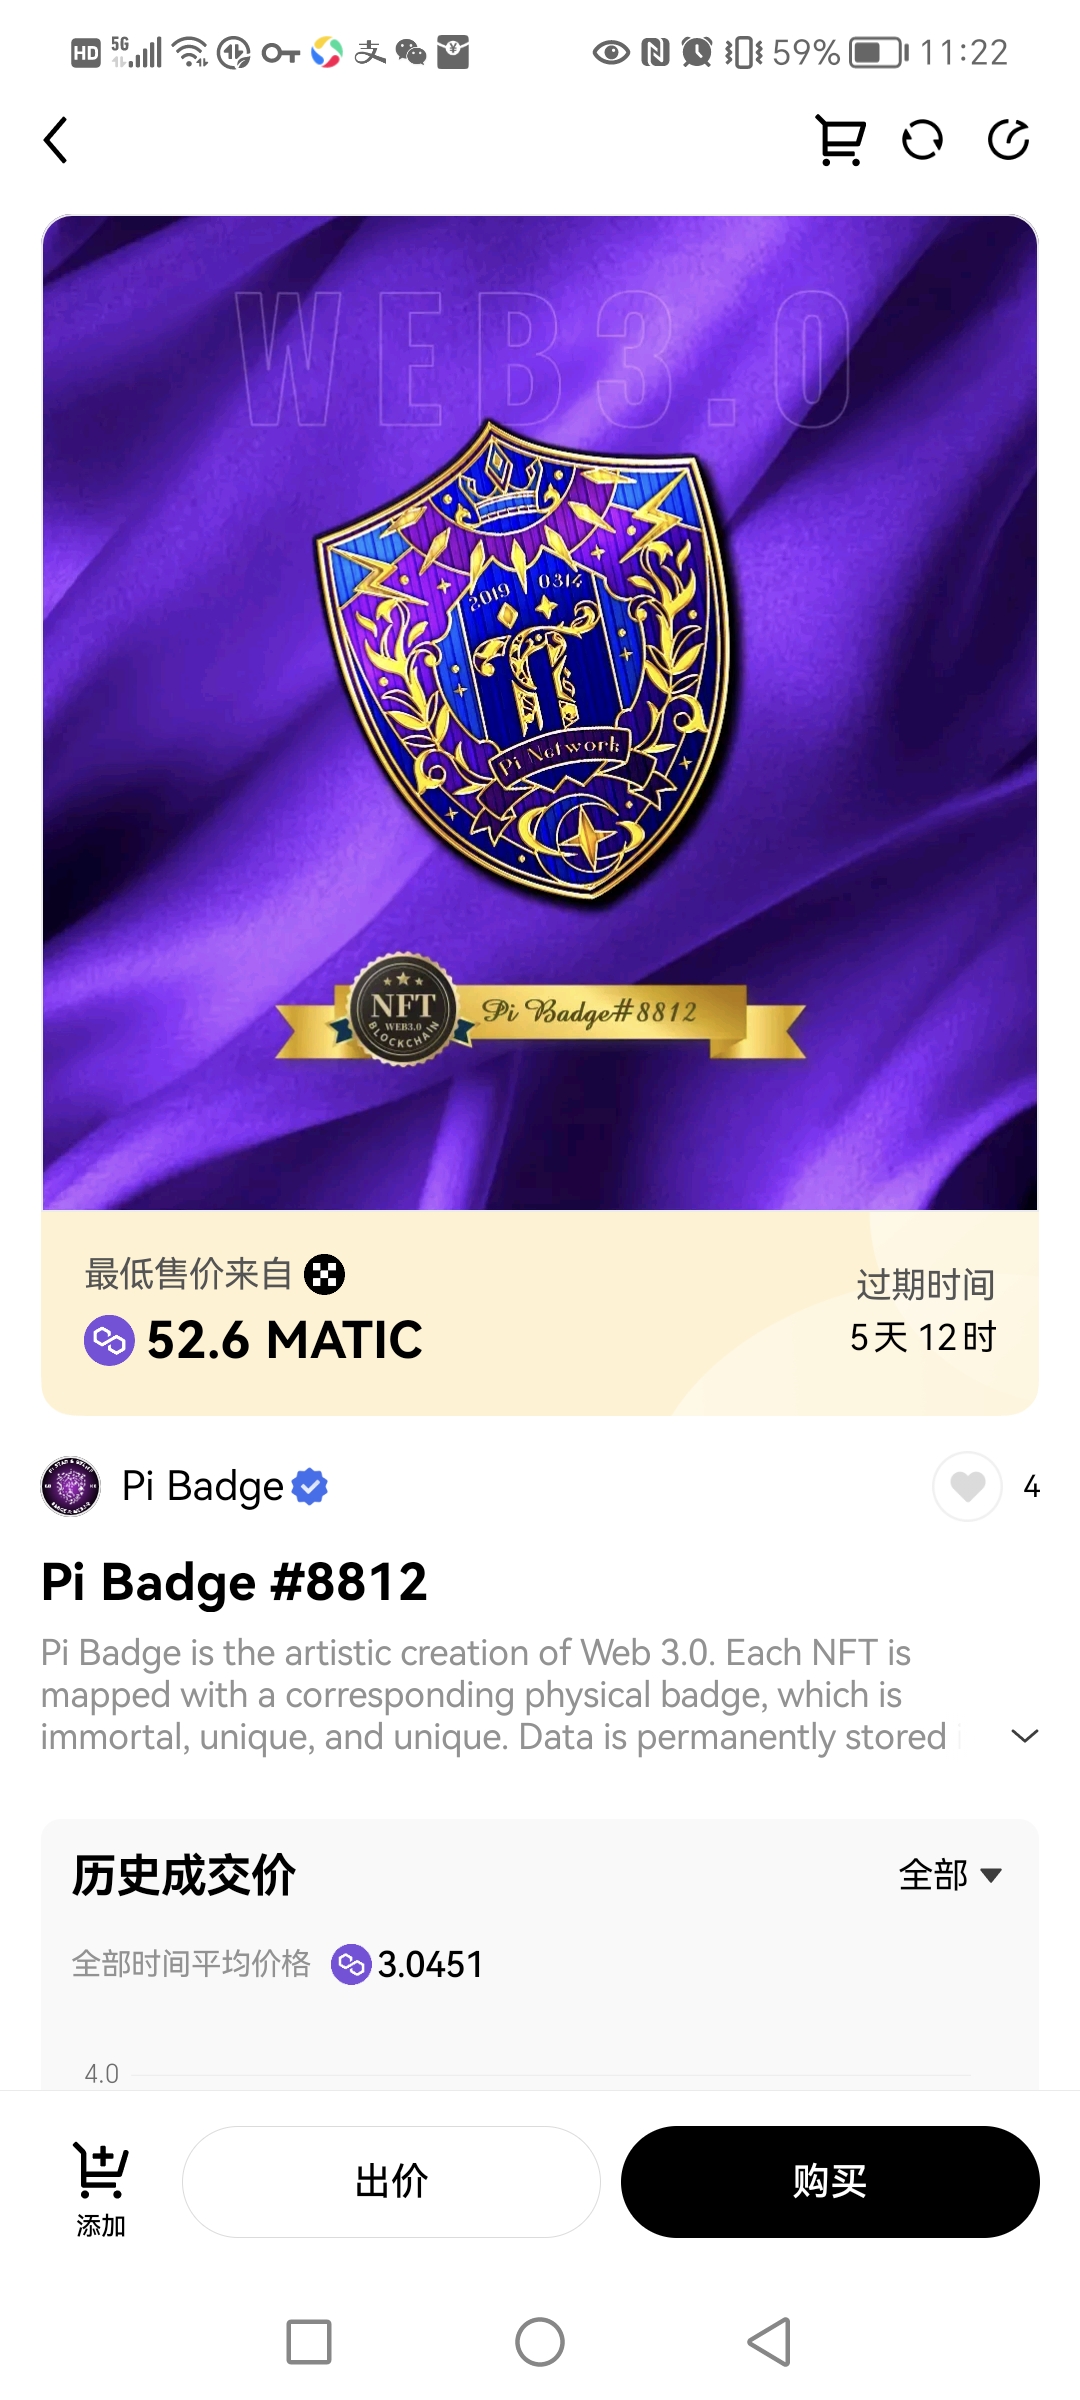 HD 5G 59% 11:22
WEB3.0
2019 0314
Pi Network
NFT
WEB3.0
BLOCKCHAIN
Pi Badge#8812
最低售价来自
52.6 MATIC
过期时间
5天 12时
Pi Badge
4
Pi Badge #8812
Pi Badge is the artistic creation of Web 3.0. Each NFT is
mapped with a corresponding physical badge, which is
immortal, unique, and unique. Data is permanently stored
历史成交价
全部
全部时间平均价格 3.0451
4.0
添加
出价
购买